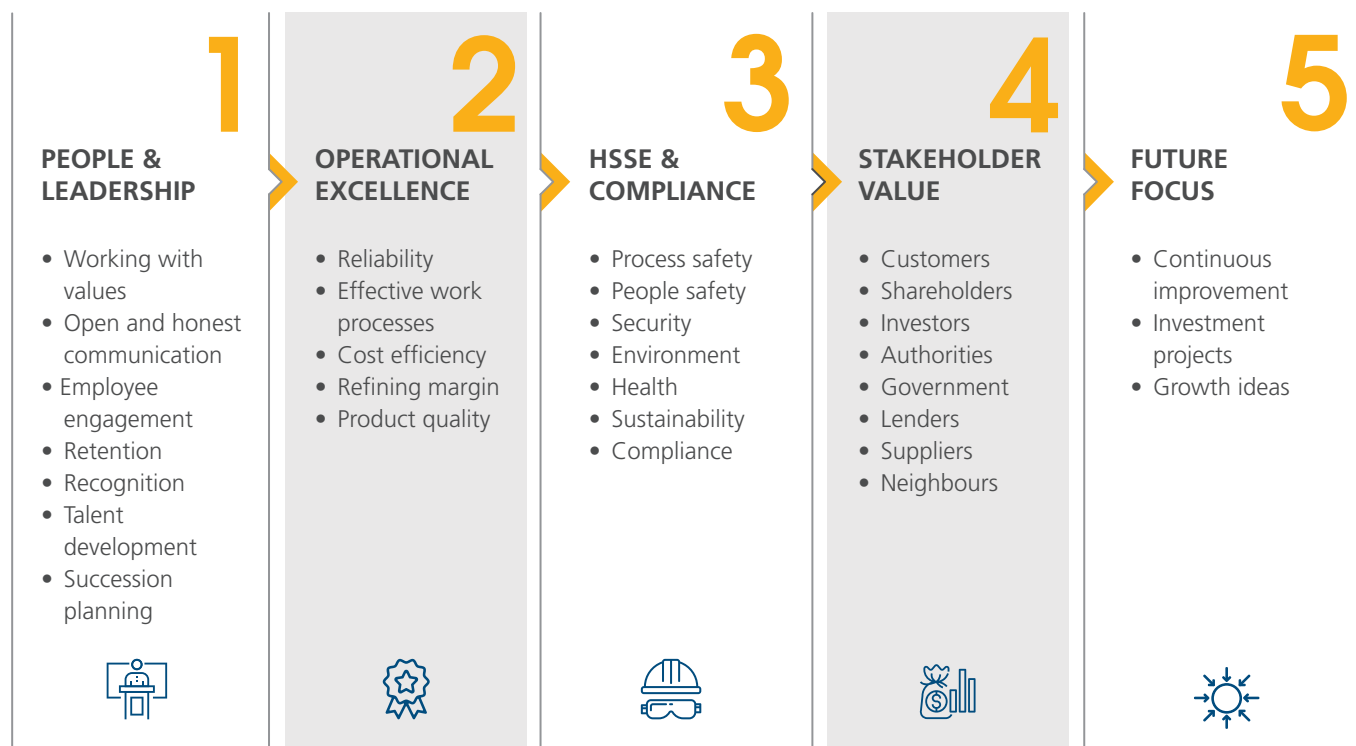 1
PEOPLE &
LEADERSHIP
• Working with
values
• Open and honest
communication
• Employee
engagement
• Retention
• Recognition
• Talent
development
• Succession
planning
2
OPERATIONAL
EXCELLENCE
• Reliability
• Effective work
processes
• Cost efficiency
• Refining margin
• Product quality
3
HSSE &
COMPLIANCE
• Process safety
• People safety
• Security
• Environment
• Health
• Sustainability
• Compliance
4
STAKEHOLDER
VALUE
• Customers
• Shareholders
• Investors
• Authorities
• Government
• Lenders
• Suppliers
• Neighbours
$
5
FUTURE
FOCUS
• Continuous
improvement
• Investment
projects
• Growth ideas